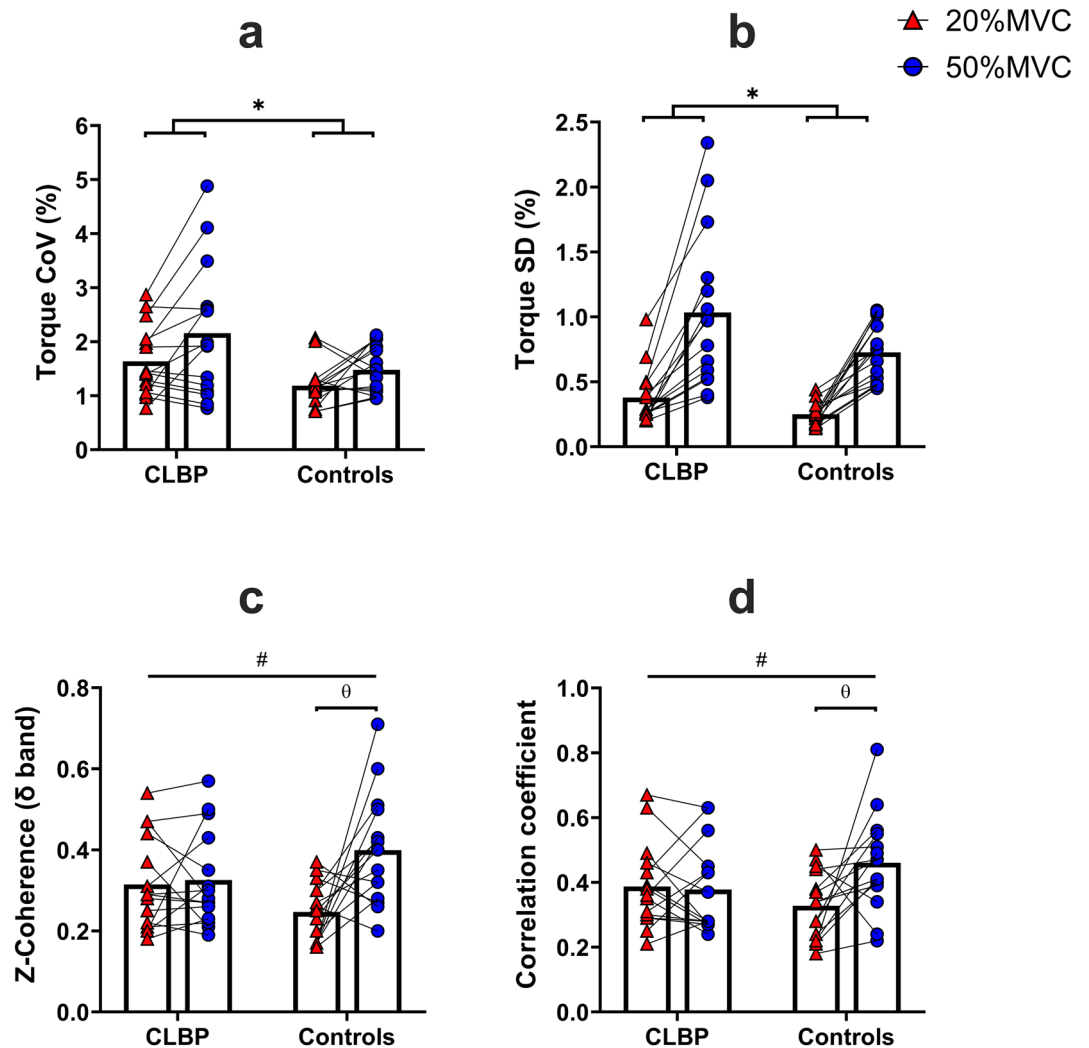 20%MVC
50%MVC
a
*
Torque CoV (%)
6
5
4
3
2
1
0
CLBP
Controls
b
*
Torque SD (%)
2.5
2.0
1.5
1.0
0.5
0.0
CLBP
Controls
c
#
θ
Z-Coherence (δ band)
0.8
0.6
0.4
0.2
0.0
CLBP
Controls
d
#
θ
Correlation coefficient
1.0
0.8
0.6
0.4
0.2
0.0
CLBP
Controls